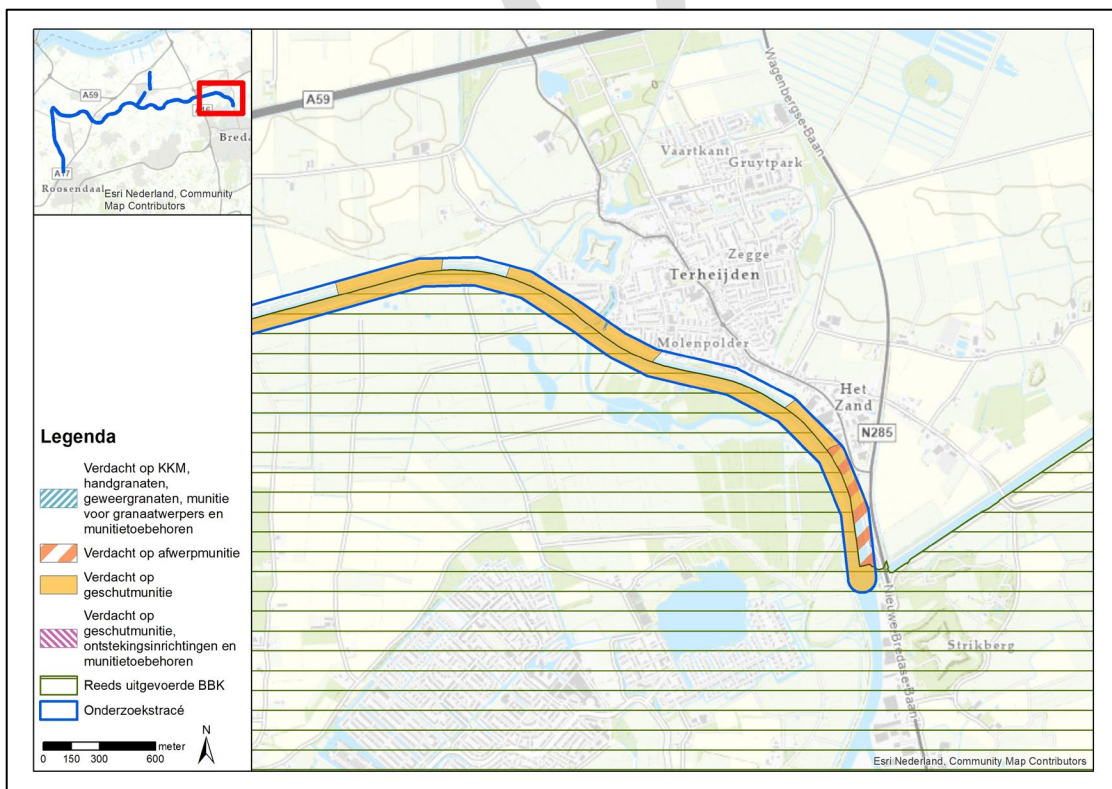 A59
A16
Breda
A17
Roosendaal
Esri Nederland, Community
Map Contributors
A59
Wagenbergse-Baan
Vaartkant
Gruytpark
Zegge
Terheijden
Molenpolder
Het
Zand
N285
Nieuwe-Bredase-Baan
Strikberg
Legenda
Verdacht op KKM,
handgranaten,
geweergranaten, munitie
voor granaatwerpers en
munitietoebehoren
Verdacht op afwerpmunitie
Verdacht op
geschutmunitie
Verdacht op
geschutmunitie,
ontstekingsinrichtingen en
munitietoebehoren
Reeds uitgevoerde BBK
Onderzoekstracé
N
meter
0 150 300 600
Esri Nederland, Community Map Contributors